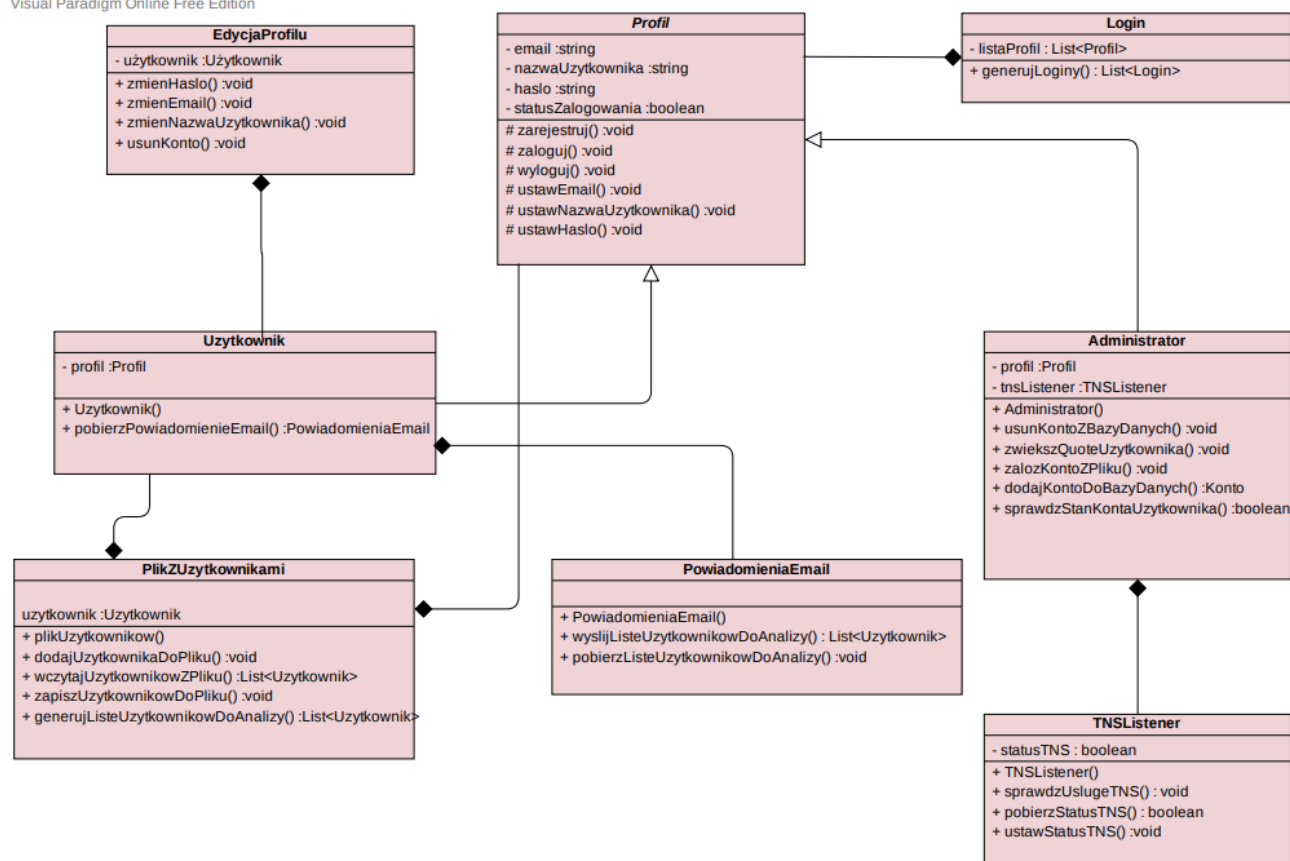 Visual Paradigm Online Free Edition
EdycjaProfilu
- użytkownik :Użytkownik
+ zmienHaslo() :void
+ zmienEmail() :void
+ zmienNazwaUzytkownika() :void
+ usunKonto() :void
Profil
- email :string
- nazwaUzytkownika :string
- haslo :string
- statusZalogowania :boolean
# zarejestruj() :void
# zaloguj() :void
# wyloguj() :void
# ustawEmail() :void
# ustawNazwaUzytkownika() :void
# ustawHaslo() :void
Login
- listaProfil : List<Profil>
+ generujLoginy() : List<Login>
Uzytkownik
- profil :Profil
+ Uzytkownik()
+ pobierzPowiadomienieEmail() :PowiadomieniaEmail
Administrator
- profil :Profil
- tnsListener :TNSListener
+ Administrator()
+ usunKontoZBazyDanych() :void
+ zwiekszQuoteUzytkownika() :void
+ zalozKontoZPliku() :void
+ dodajKontoDoBazyDanych() :Konto
+ sprawdzStanKontaUzytkownika() :boolean
PlikZUzytkownikami
uzytkownik :Uzytkownik
+ plikUzytkownikow()
+ dodajUzytkownikaDoPliku() :void
+ wczytajUzytkownikowZPliku() :List<Uzytkownik>
+ zapiszUzytkownikowDoPliku() :void
+ generujListeUzytkownikowDoAnalizy() :List<Uzytkownik>
PowiadomieniaEmail
+ PowiadomieniaEmail()
+ wyslijListeUzytkownikowDoAnalizy() : List<Uzytkownik>
+ pobierzListeUzytkownikowDoAnalizy() :void
TNSListener
- statusTNS : boolean
+ TNSListener()
+ sprawdzUslugeTNS() : void
+ pobierzStatusTNS() : boolean
+ ustawStatusTNS() :void